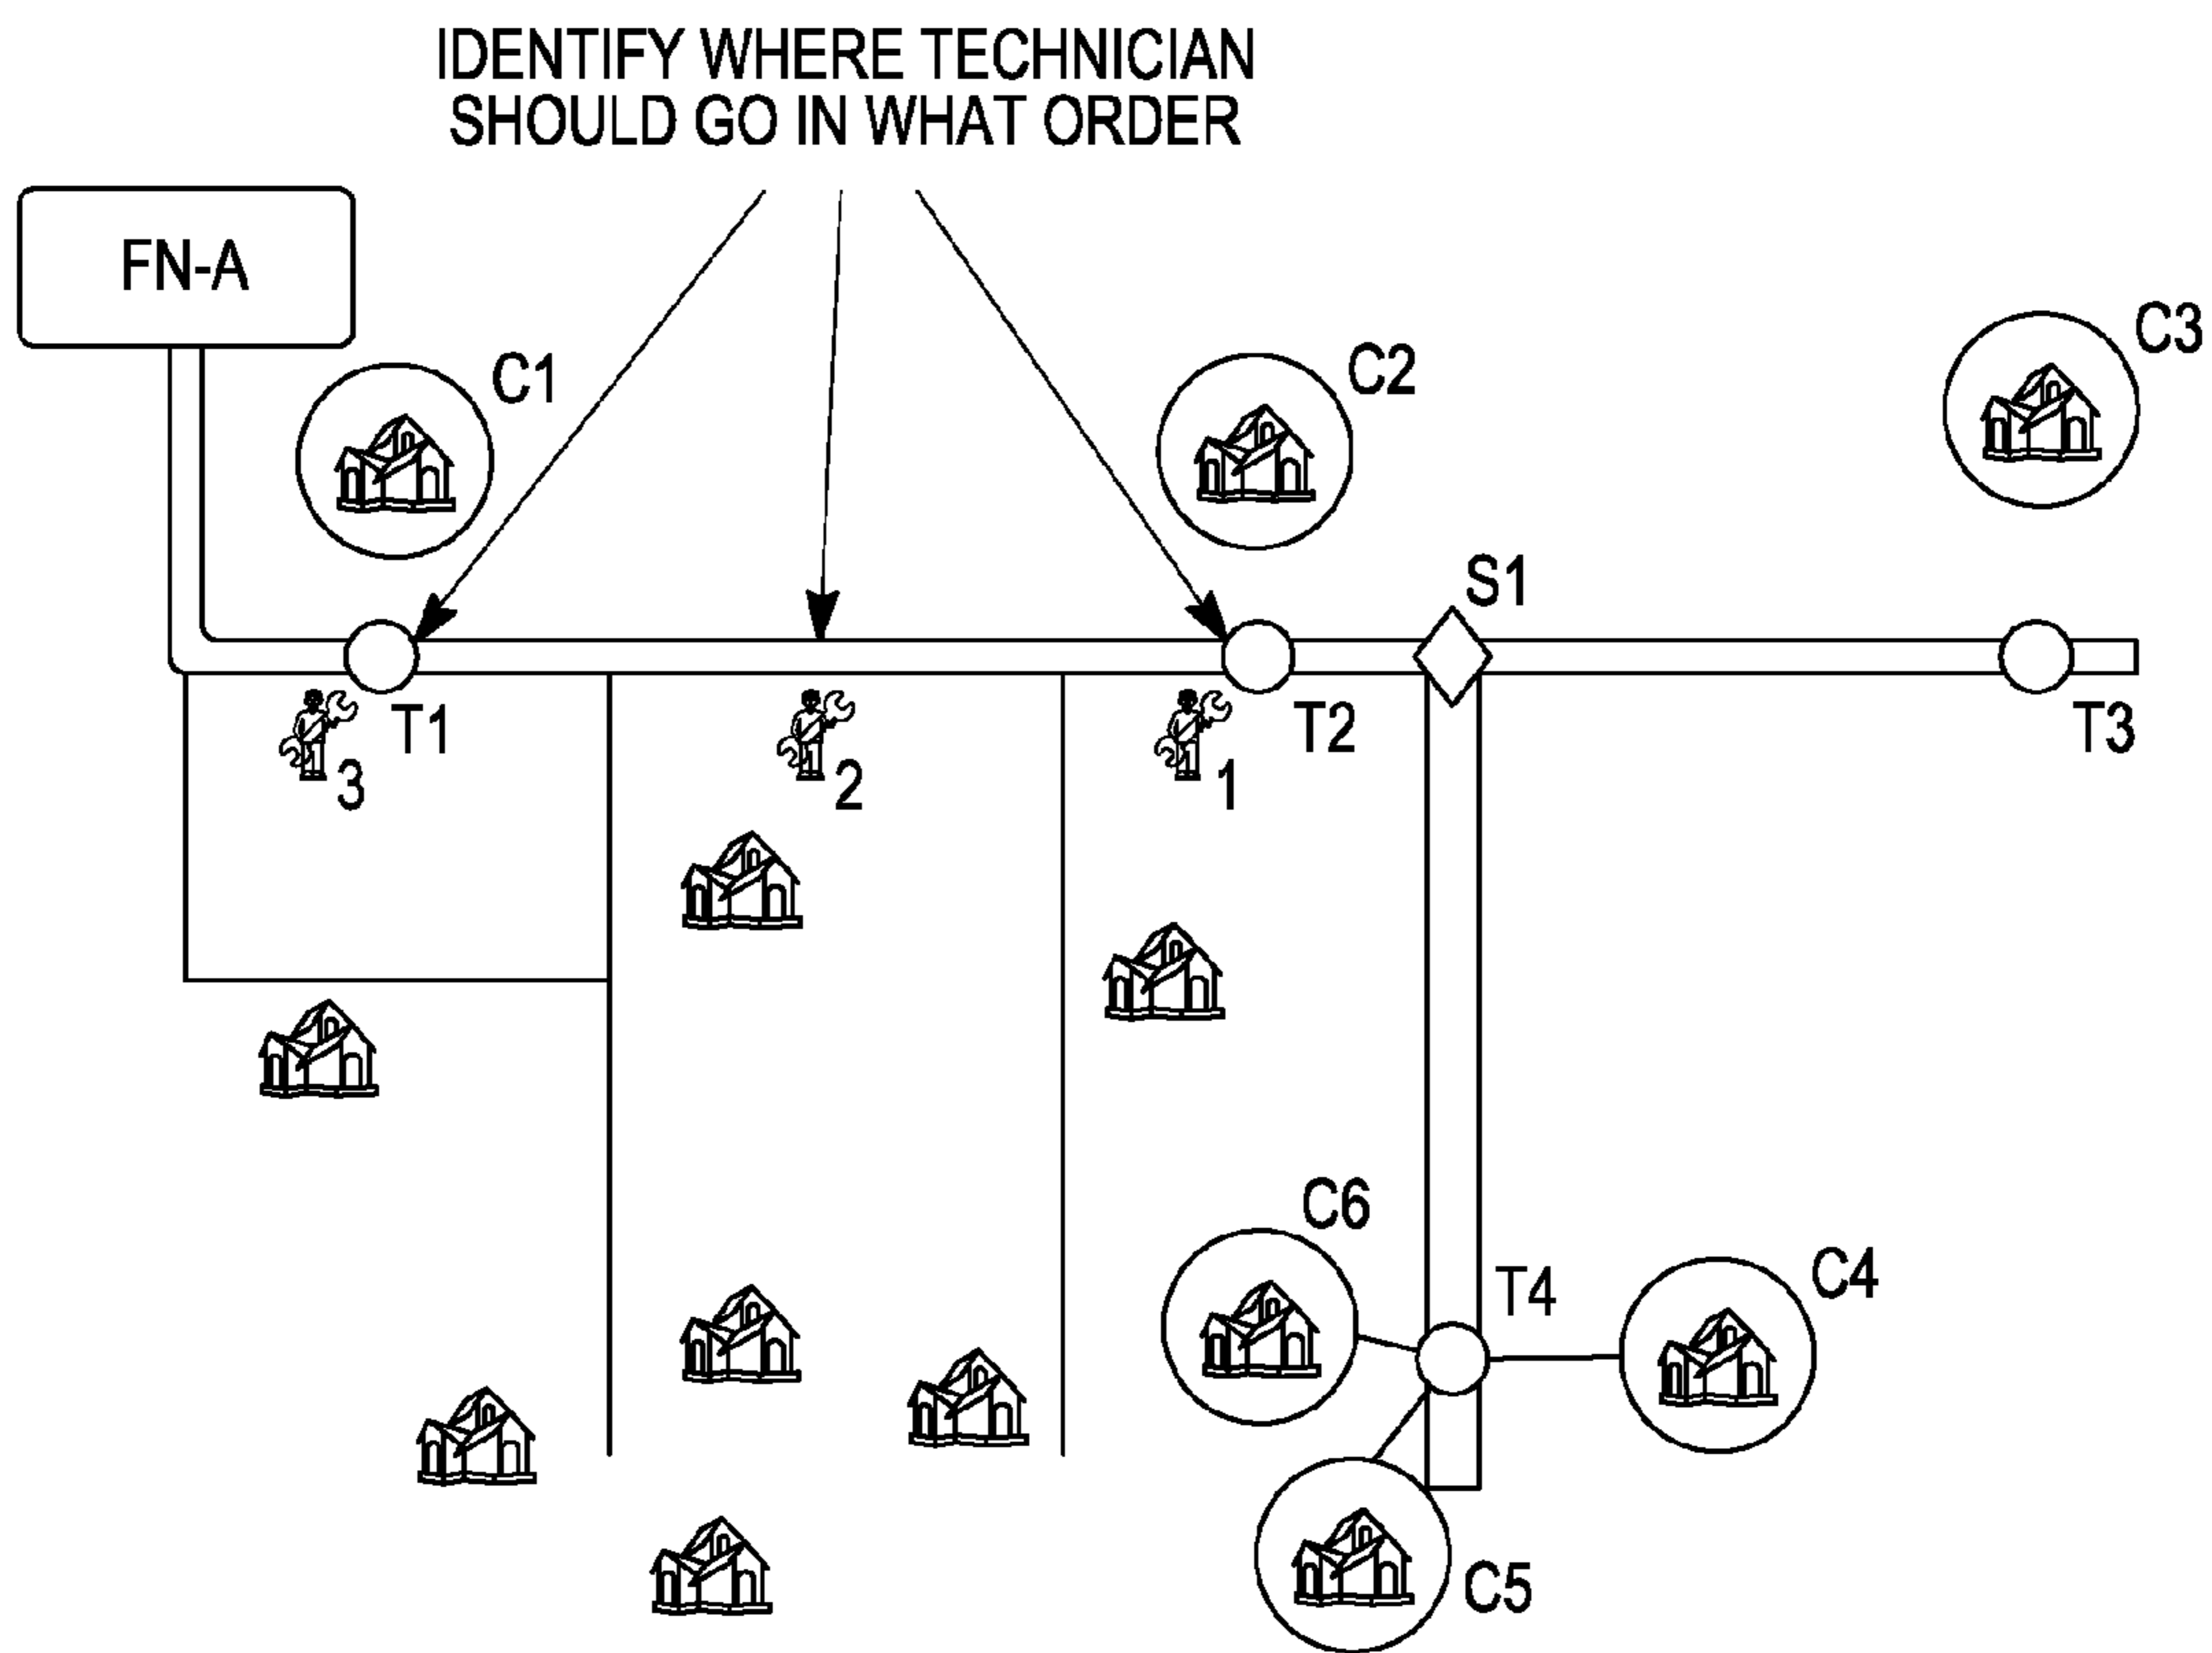 IDENTIFY WHERE TECHNICIAN
SHOULD GO IN WHAT ORDER
FN-A
C1
C2
C3
S1
T1
T2
T3
3
2
1
C6
T4
C4
C5